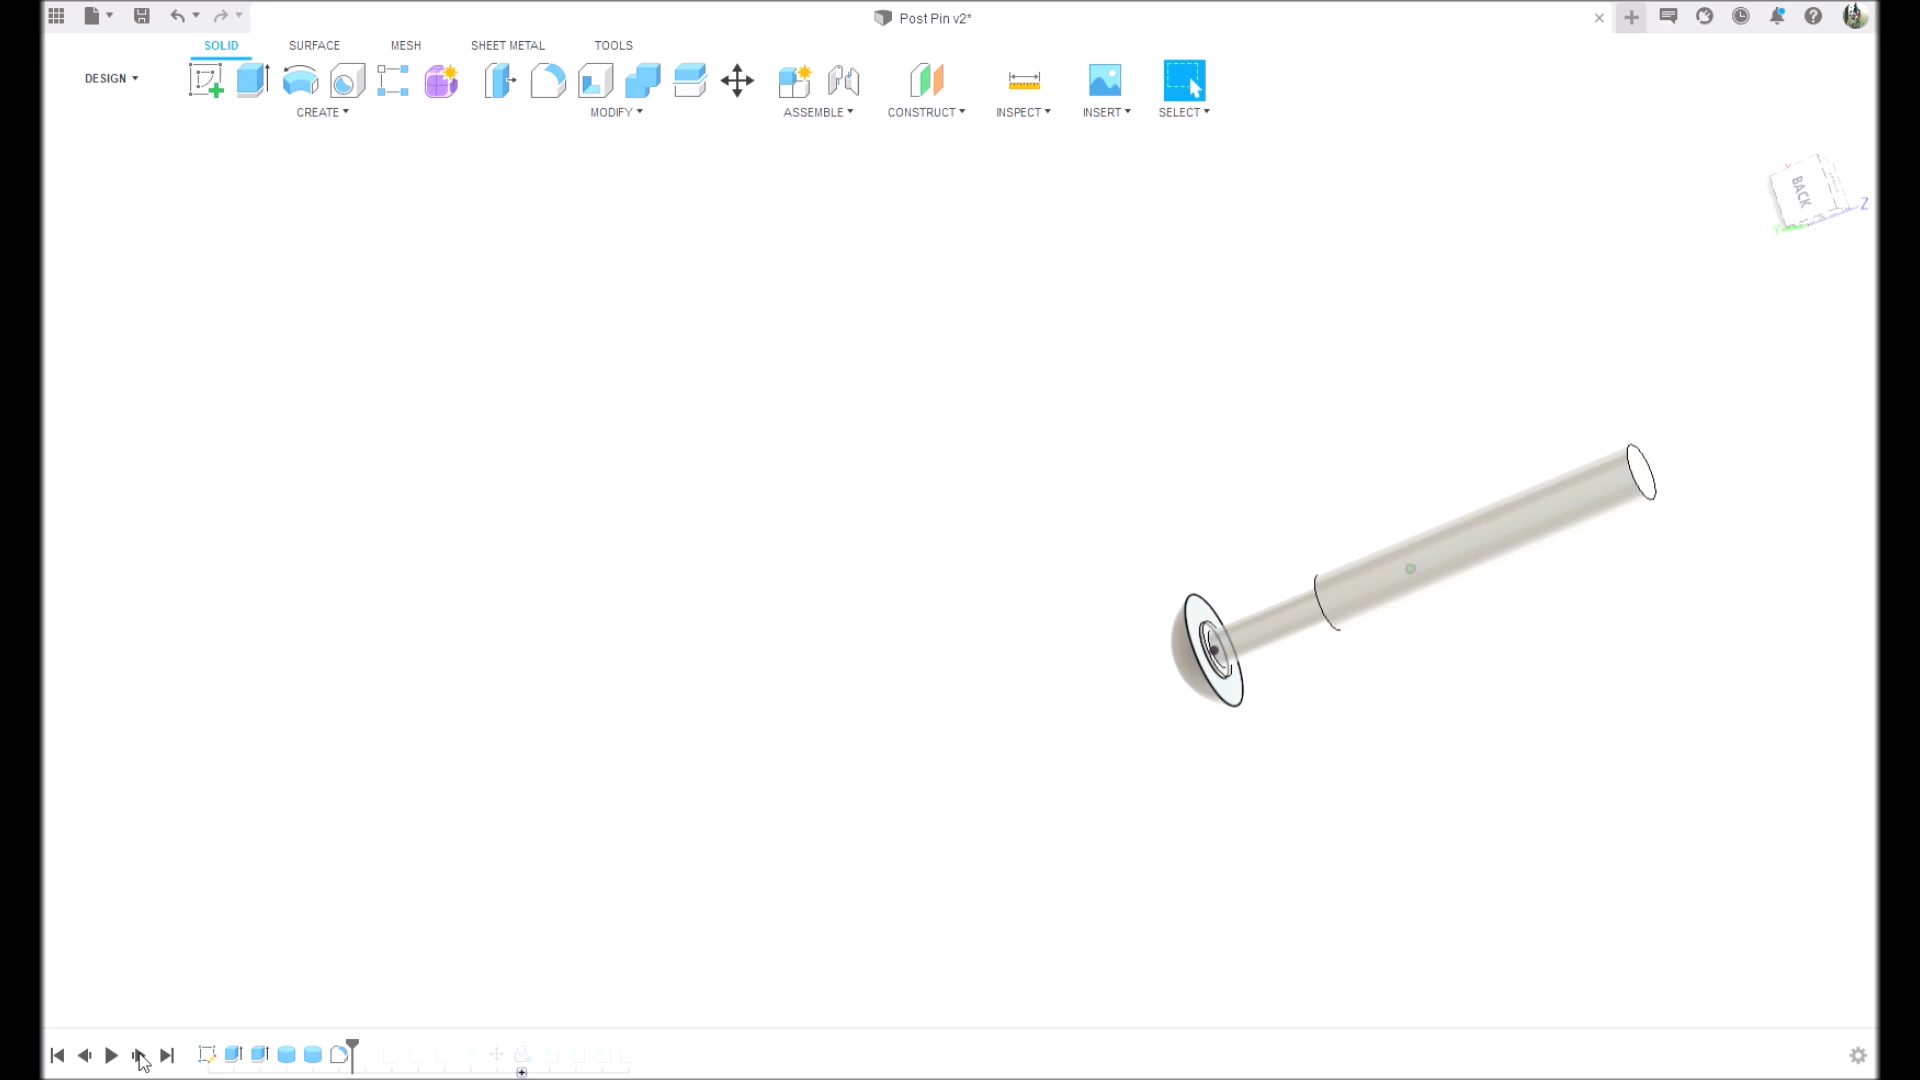 Post Pin v2*
SOLID SURFACE MESH SHEET METAL TOOLS
DESIGN
CREATE MODIFY ASSEMBLE CONSTRUCT INSPECT INSERT SELECT
BACK
Z
Y